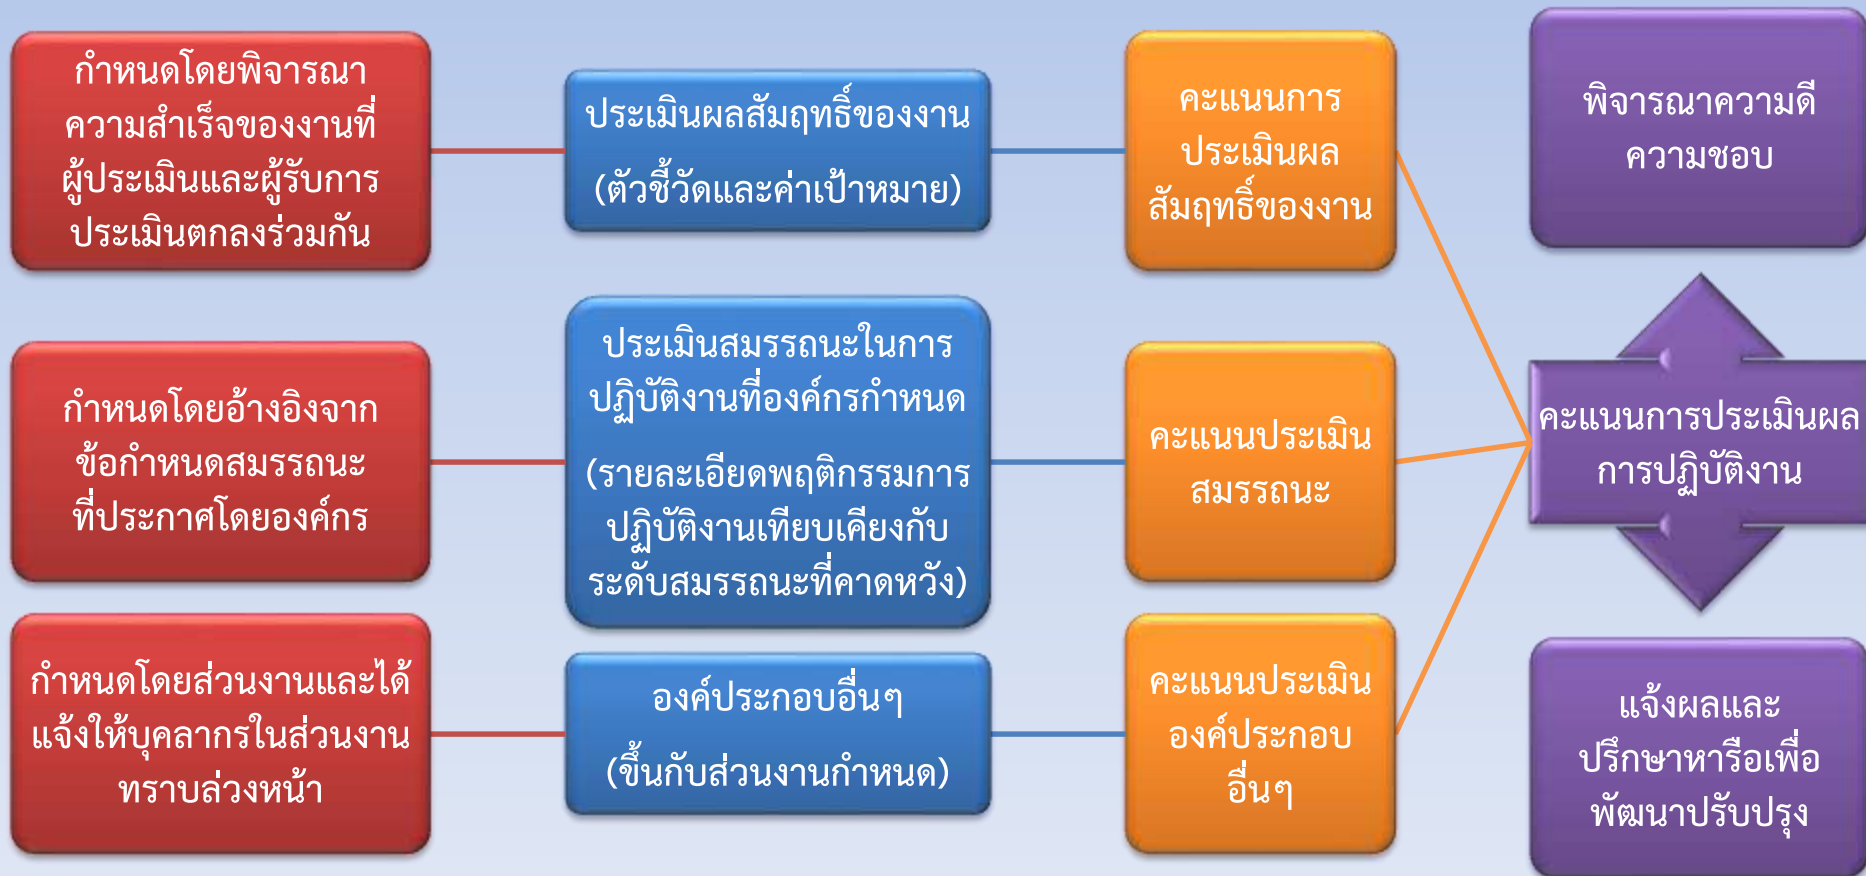 กำหนดโดยพิจารณา
ความสำเร็จของงานที่
ผู้ประเมินและผู้รับการ
ประเมินตกลงร่วมกัน
ประเมินผลสัมฤทธิ์ของงาน
(ตัวชี้วัดและค่าเป้าหมาย)
คะแนนการ
ประเมินผล
สัมฤทธิ์ของงาน
พิจารณาความดี
ความชอบ
กำหนดโดยอ้างอิงจาก
ข้อกำหนดสมรรถนะ
ที่ประกาศโดยองค์กร
ประเมินสมรรถนะในการ
ปฏิบัติงานที่องค์กรกำหนด
(รายละเอียดพฤติกรรมการ
ปฏิบัติงานเทียบเคียงกับ
ระดับสมรรถนะที่คาดหวัง)
คะแนนประเมิน
สมรรถนะ
คะแนนการประเมินผล
การปฏิบัติงาน
กำหนดโดยส่วนงานและได้
แจ้งให้บุคลากรในส่วนงาน
ทราบล่วงหน้า
องค์ประกอบอื่นๆ
(ขึ้นกับส่วนงานกำหนด)
คะแนนประเมิน
องค์ประกอบ
อื่นๆ
แจ้งผลและ
ปรึกษาหารือเพื่อ
พัฒนาปรับปรุง